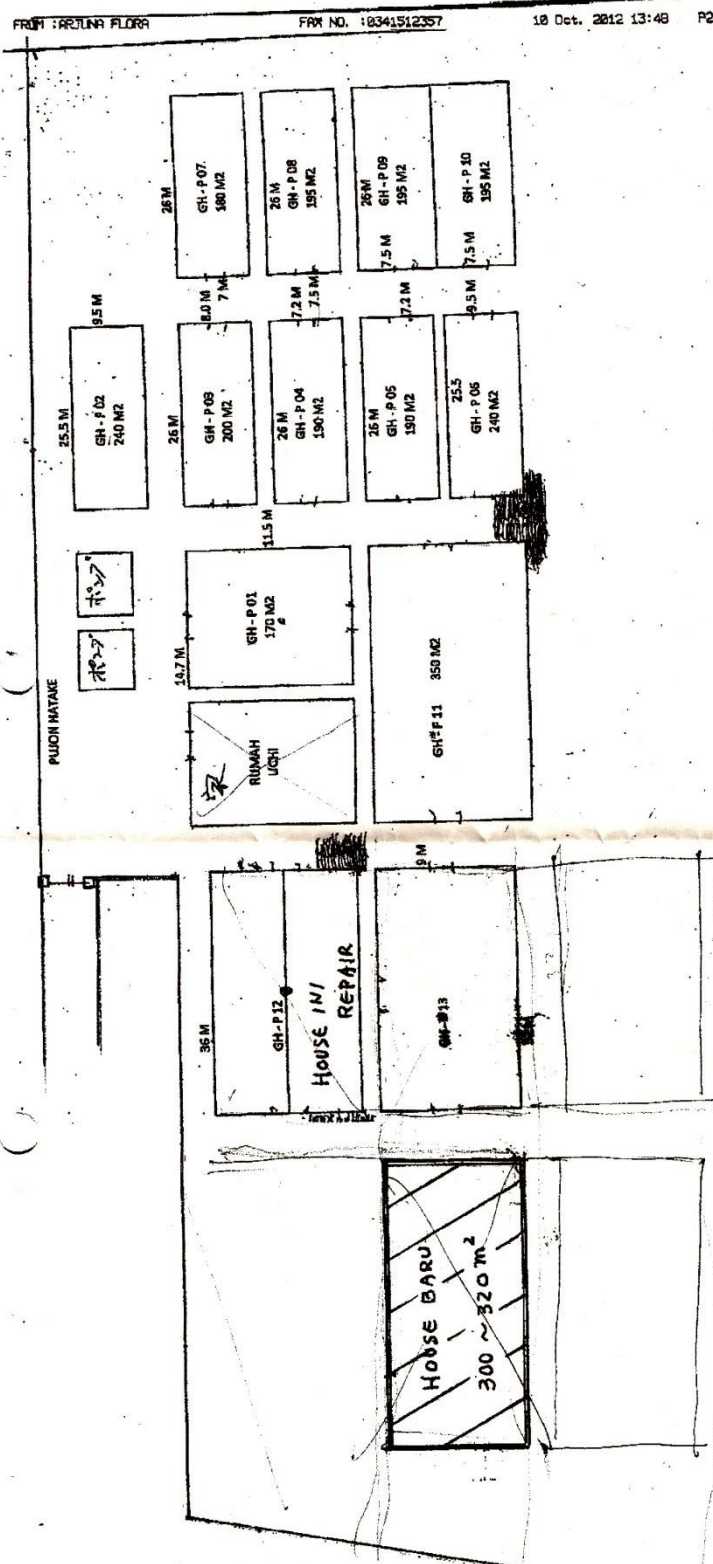 FROM : ARJUNA FLORA FAX NO. : 0341512357 10 Oct. 2012 13:48 P2
PUJON HATAKE
26 M
GH - P 07
180 M2
7 M
26 M
GH - P 08
195 M2
7.5 M
26 M
GH - P 09
195 M2
7.5 M
GH - P 10
195 M2
7.5 M
25.5 M
GH - P 02
240 M2
9.5 M
26 M
GH - P 03
200 M2
8.0 M
26 M
GH - P 04
190 M2
7.2 M
26 M
GH - P 05
190 M2
7.2 M
25.5
GH - P 06
240 M2
9.5 M
ポンプ
ポンプ
14.7 M
GH - P 01
170 M2
11.5 M
家
RUMAH
UCHI
GH - P 11 350 M2
36 M
GH - P 12
HOUSE INI
REPAIR
9 M
13
HOUSE BARU
300 ~ 320 m²